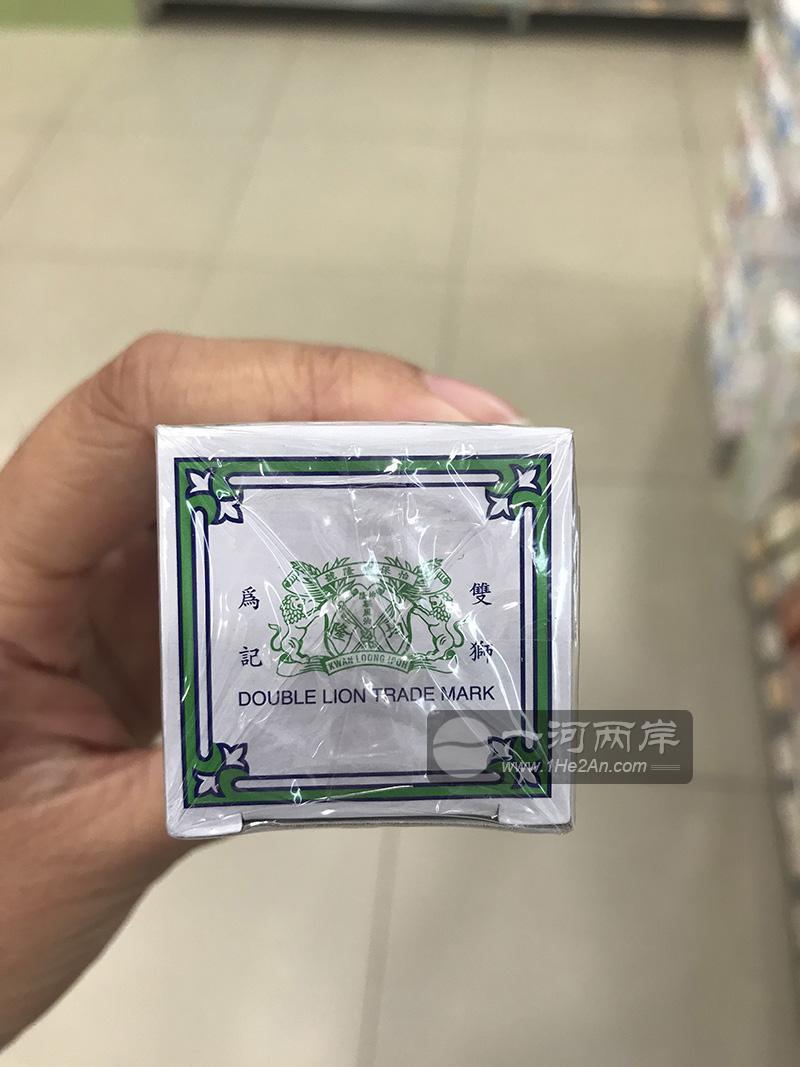 雙獅
爲記
KWAN LOONG IPOH
DOUBLE LION TRADE MARK
一河两岸
www.1He2An.com